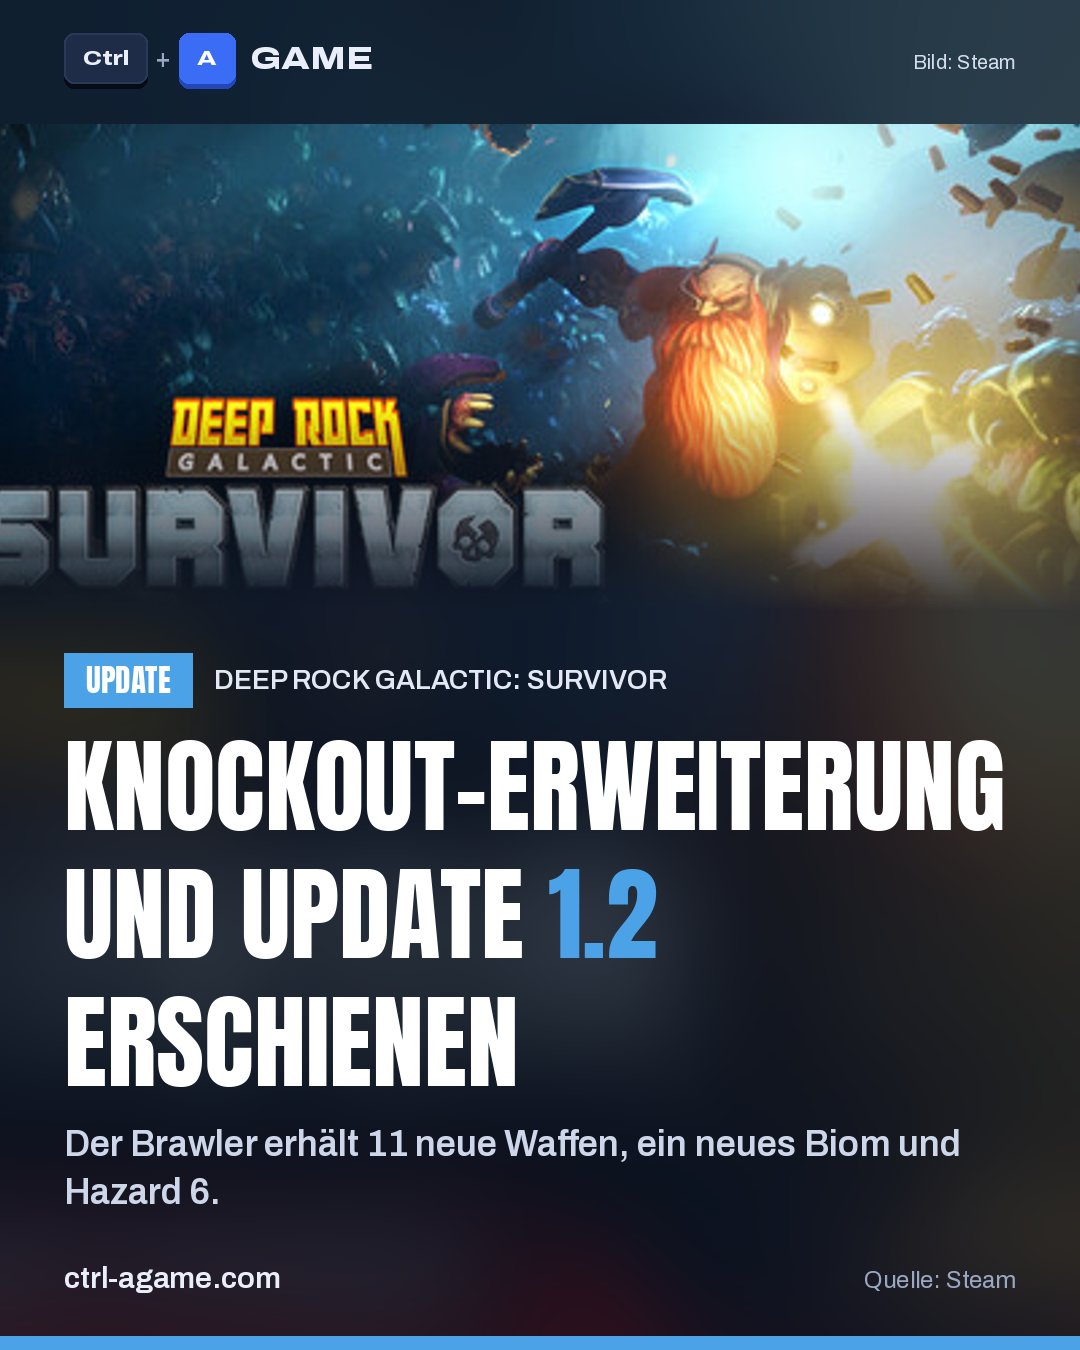 Ctrl + A GAME
Bild: Steam
DEEP ROCK
GALACTIC
SURVIVOR
UPDATE DEEP ROCK GALACTIC: SURVIVOR
KNOCKOUT-ERWEITERUNG
UND UPDATE 1.2
ERSCHIENEN
Der Brawler erhält 11 neue Waffen, ein neues Biom und
Hazard 6.
ctrl-agame.com
Quelle: Steam